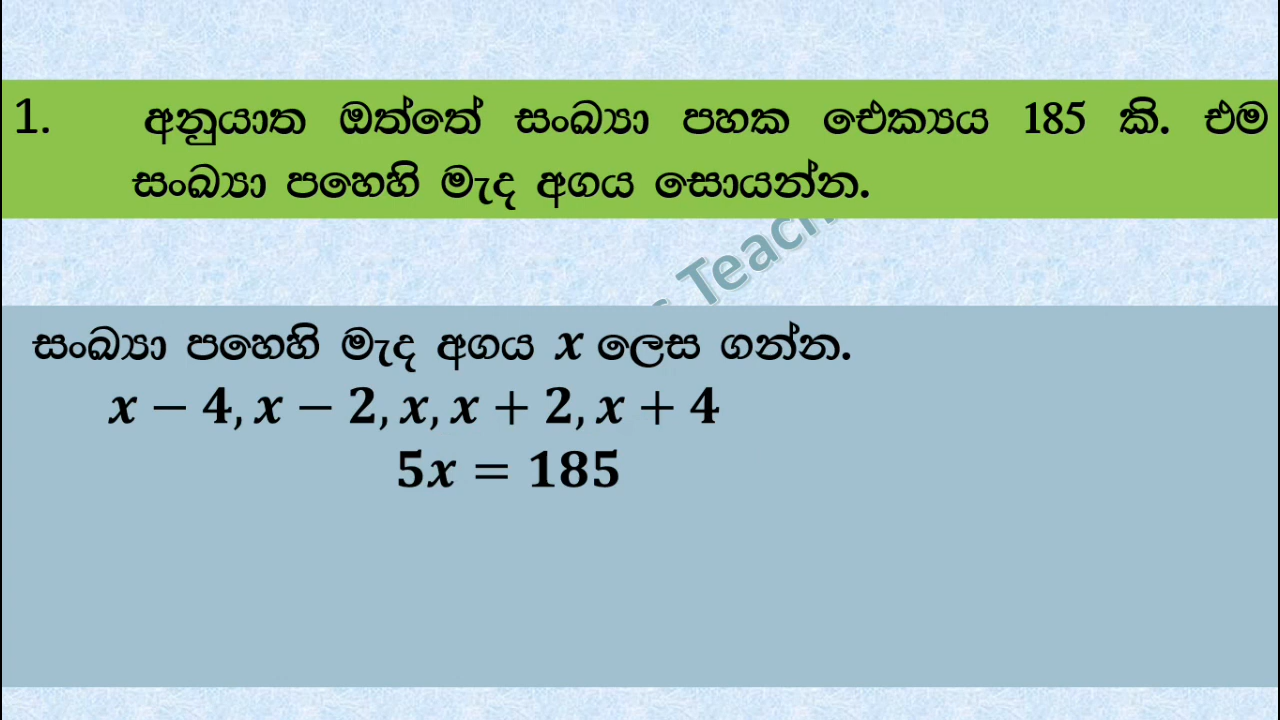 1. අනුයාත ඔත්තේ සංඛ්‍යා පහක ඓක්‍යය 185 කි. එම
සංඛ්‍යා පහෙහි මැද අගය සොයන්න.
Teach
සංඛ්‍යා පහෙහි මැද අගය x ලෙස ගන්න.
x − 4, x − 2, x, x + 2, x + 4
5x = 185